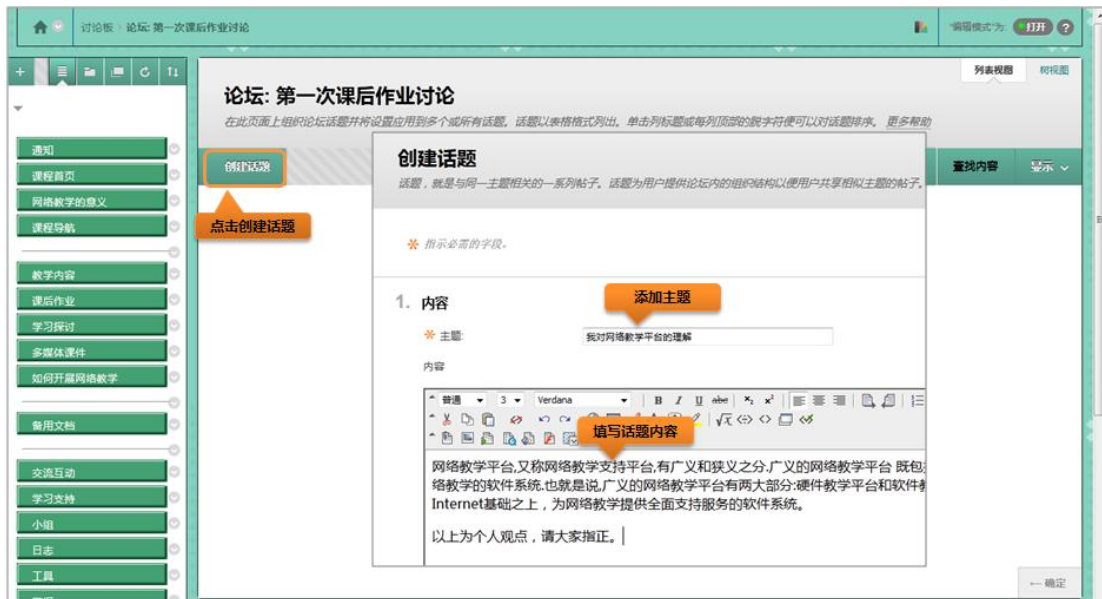 讨论板 › 论坛: 第一次课后作业讨论
"编辑模式"为: 打开 ?
列表视图 树视图
论坛: 第一次课后作业讨论
在此页面上组织论坛话题并将设置应用到多个或所有话题。话题以表格格式列出。单击列标题或每列顶部的脱字符便可以对话题排序。 更多帮助
通知
课程首页
网络教学的意义
课程导航
教学内容
课后作业
学习探讨
多媒体课件
如何开展网络教学
备用文档
交流互动
学习支持
小组
日志
工具
创建话题
查找内容 显示
点击创建话题
创建话题
话题，就是与同一主题相关的一系列帖子。话题为用户提供论坛内的组织结构以便用户共享相似主题的帖子。
* 指示必需的字段。
1. 内容
添加主题
* 主题: 我对网络教学平台的理解
内容
普通 3 Verdana B I U abc
填写话题内容
网络教学平台,又称网络教学支持平台,有广义和狭义之分.广义的网络教学平台 既包
络教学的软件系统.也就是说,广义的网络教学平台有两大部分:硬件教学平台和软件
Internet基础之上，为网络教学提供全面支持服务的软件系统。
以上为个人观点，请大家指正。
确定